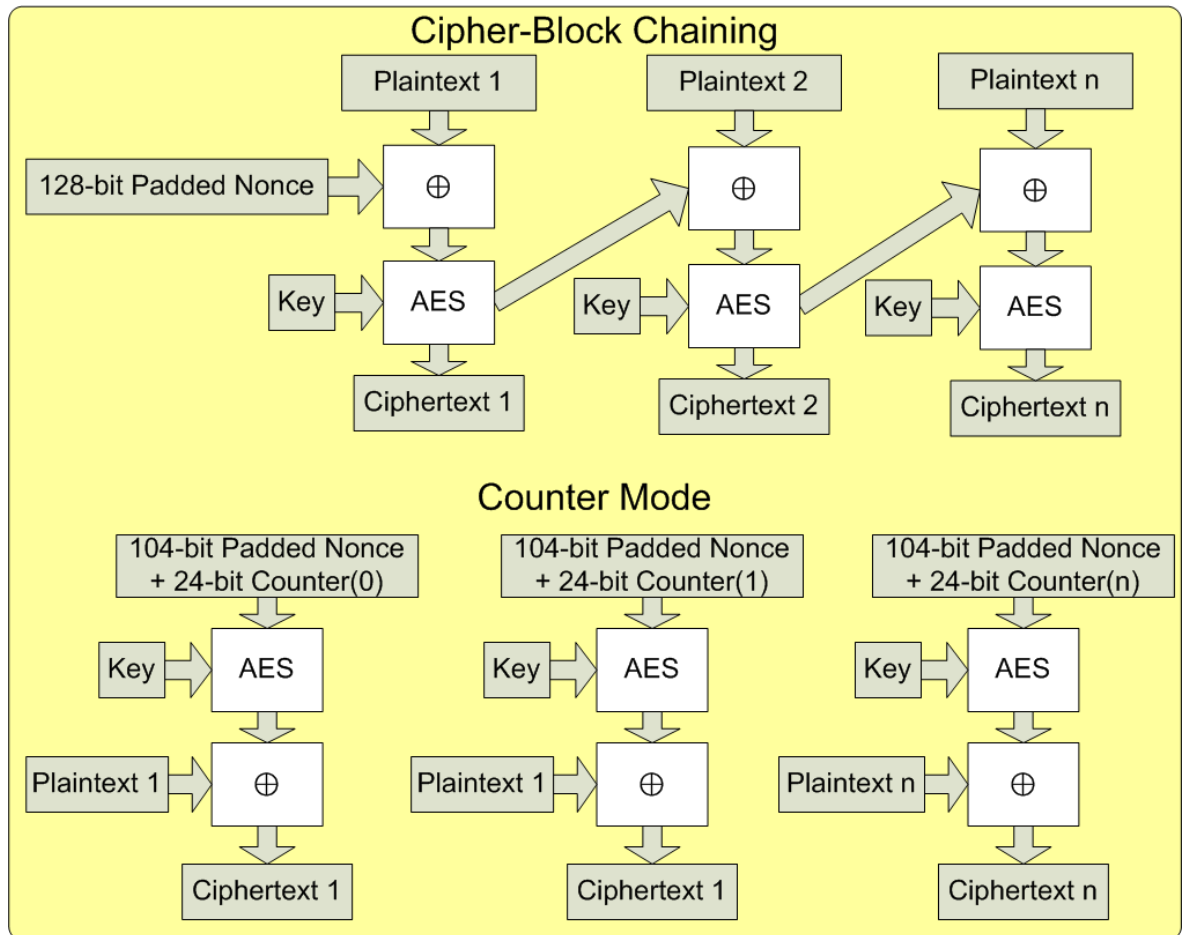 Cipher-Block Chaining
Plaintext 1
Plaintext 2
Plaintext n
128-bit Padded Nonce
⊕
⊕
⊕
Key
AES
Key
AES
Key
AES
Ciphertext 1
Ciphertext 2
Ciphertext n
Counter Mode
104-bit Padded Nonce
+ 24-bit Counter(0)
104-bit Padded Nonce
+ 24-bit Counter(1)
104-bit Padded Nonce
+ 24-bit Counter(n)
Key
AES
Key
AES
Key
AES
Plaintext 1
⊕
Plaintext 1
⊕
Plaintext n
⊕
Ciphertext 1
Ciphertext 1
Ciphertext n